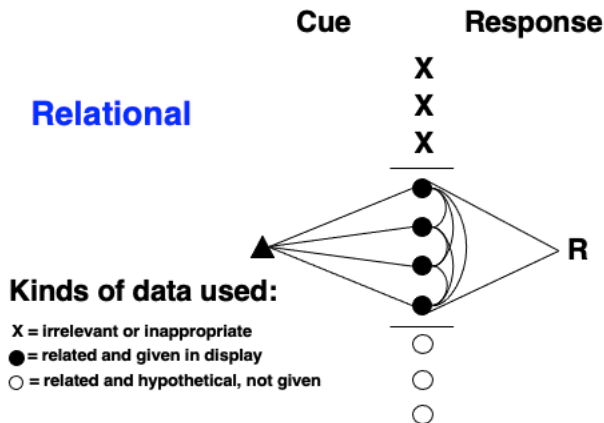 Cue Response
X
X
X
Relational
R
Kinds of data used:
X = irrelevant or inappropriate
= related and given in display
= related and hypothetical, not given